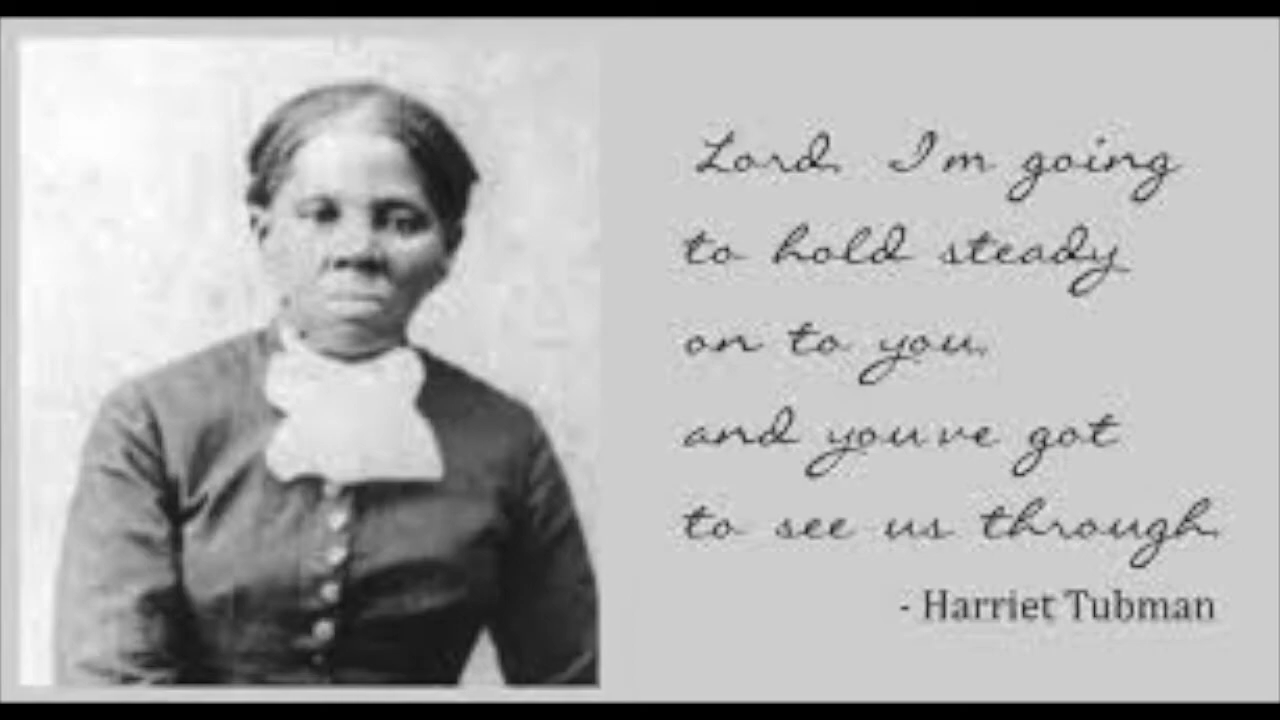 Lord, I'm going
to hold steady
on to you,
and you've got
to see us through.
- Harriet Tubman